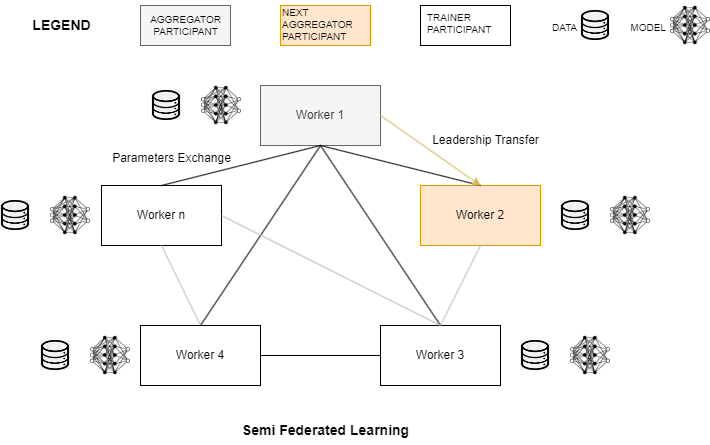 LEGEND
AGGREGATOR
PARTICIPANT
NEXT
AGGREGATOR
PARTICIPANT
TRAINER
PARTICIPANT
DATA
MODEL
Worker 1
Leadership Transfer
Parameters Exchange
Worker n
Worker 2
Worker 4
Worker 3
Semi Federated Learning